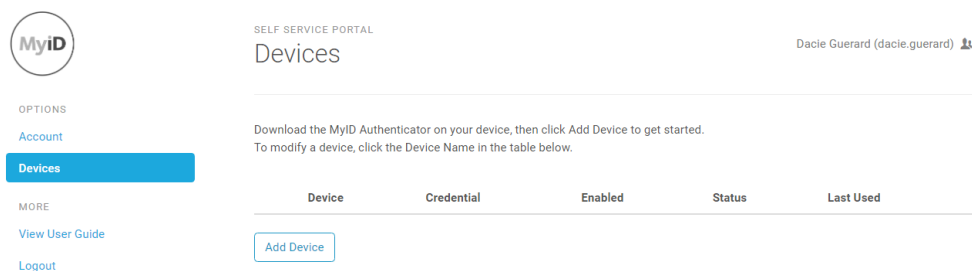 MyiD
SELF SERVICE PORTAL
Devices
Dacie Guerard (dacie.guerard)
OPTIONS
Account
Devices
MORE
View User Guide
Logout
Download the MyID Authenticator on your device, then click Add Device to get started.
To modify a device, click the Device Name in the table below.
Device Credential Enabled Status Last Used
Add Device